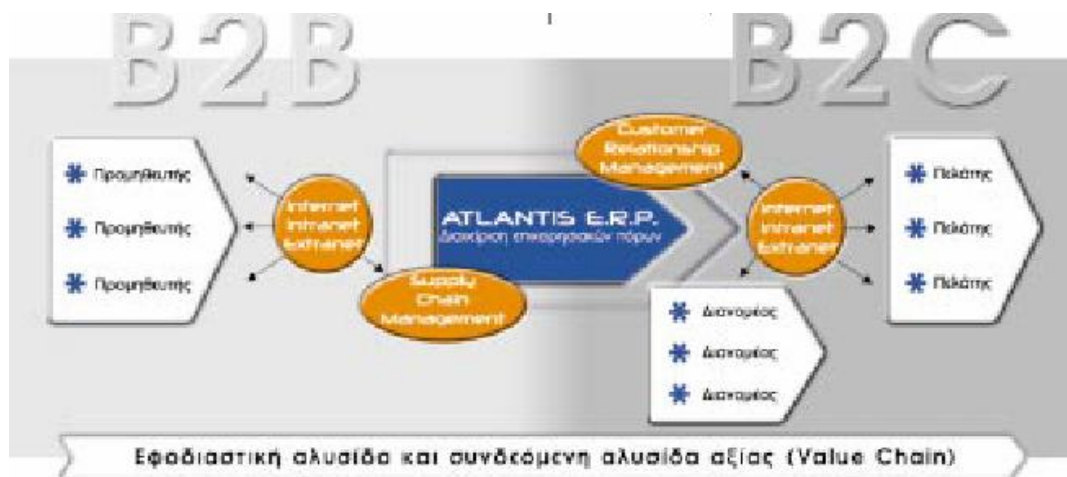 B2B
B2C
Προμηθευτής
Προμηθευτής
Προμηθευτής
Internet
Intranet
Extranet
ATLANTIS E.R.P.
Διαχείριση επιχειρησιακών πόρων
Supply
Chain
Management
Customer
Relationship
Management
Internet
Intranet
Extranet
Πελάτης
Πελάτης
Πελάτης
Διανομέας
Διανομέας
Διανομέας
Εφοδιαστική αλυσίδα και συνδεόμενη αλυσίδα αξίας (Value Chain)